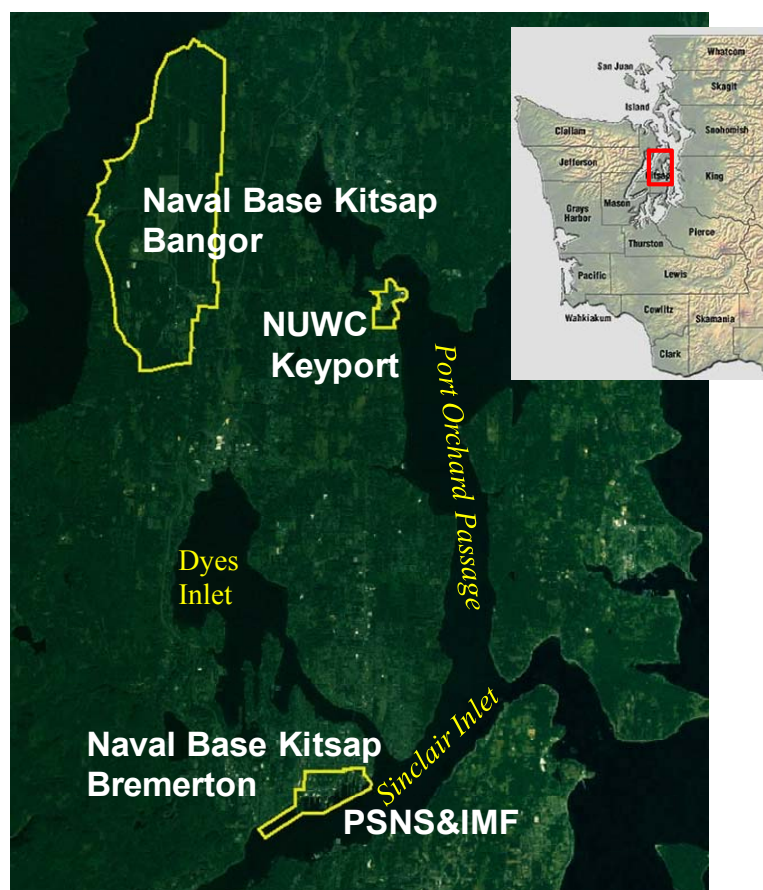 Naval Base Kitsap
Bangor
NUWC
Keyport
Port Orchard Passage
Dyes
Inlet
Naval Base Kitsap
Bremerton
Sinclair Inlet
PSNS&IMF
Whatcom
San Juan
Skagit
Island
Snohomish
Clallam
Jefferson
Kitsap
King
Mason
Grays
Harbor
Pierce
Thurston
Pacific
Lewis
Wahkiakum
Cowlitz
Skamania
Clark